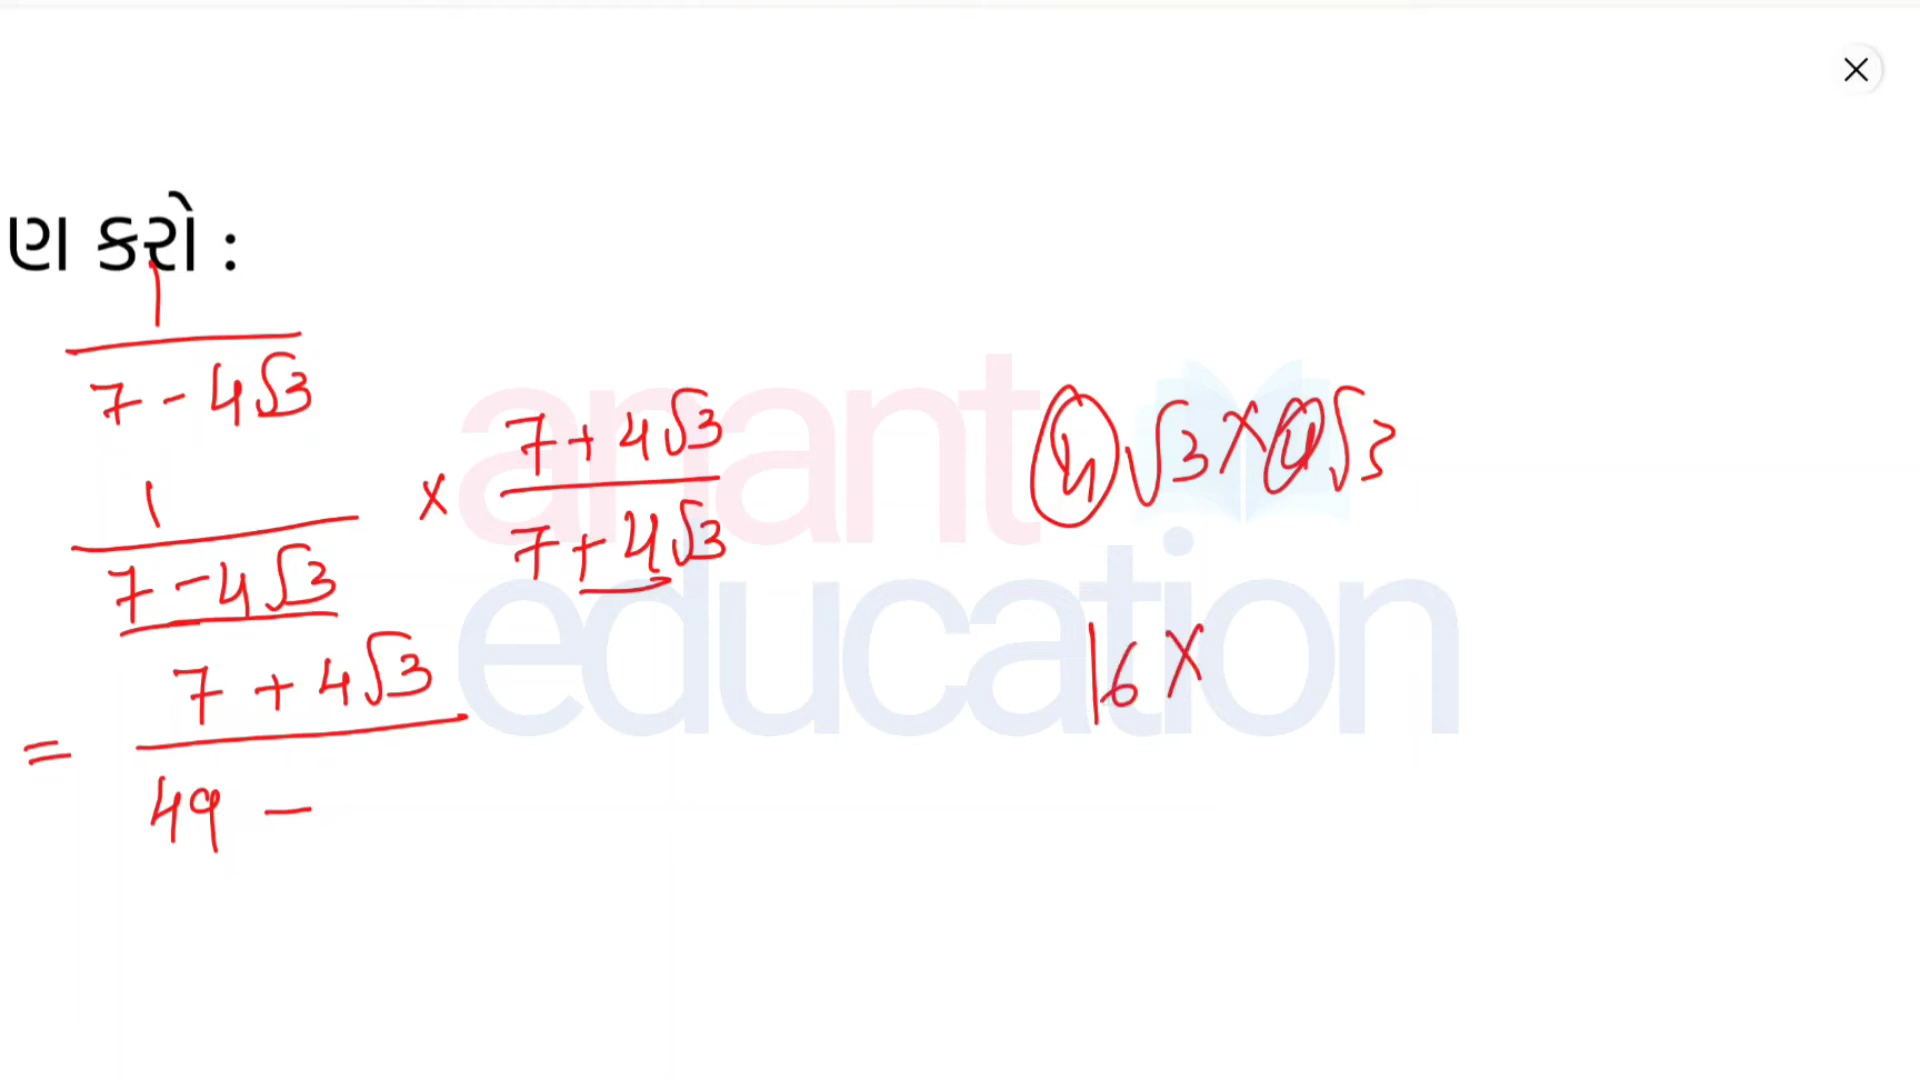 ણ કરો :
1
7 - 4√3
1
7 - 4√3
×
7 + 4√3
7 + 4√3
= 7 + 4√3
49 -
4√3 × 4√3
16 ×
anant
education